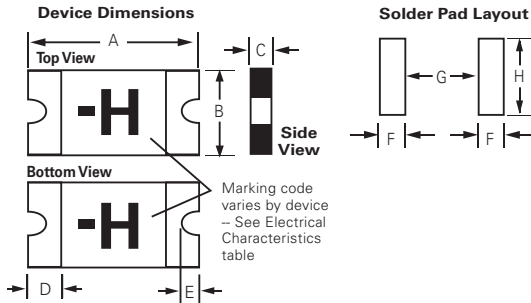 Device Dimensions
A
Top View
-H
B
C
Side
View
Bottom View
-H
Marking code
varies by device
-- See Electrical
Characteristics
table
D
E
Solder Pad Layout
G
H
F
F